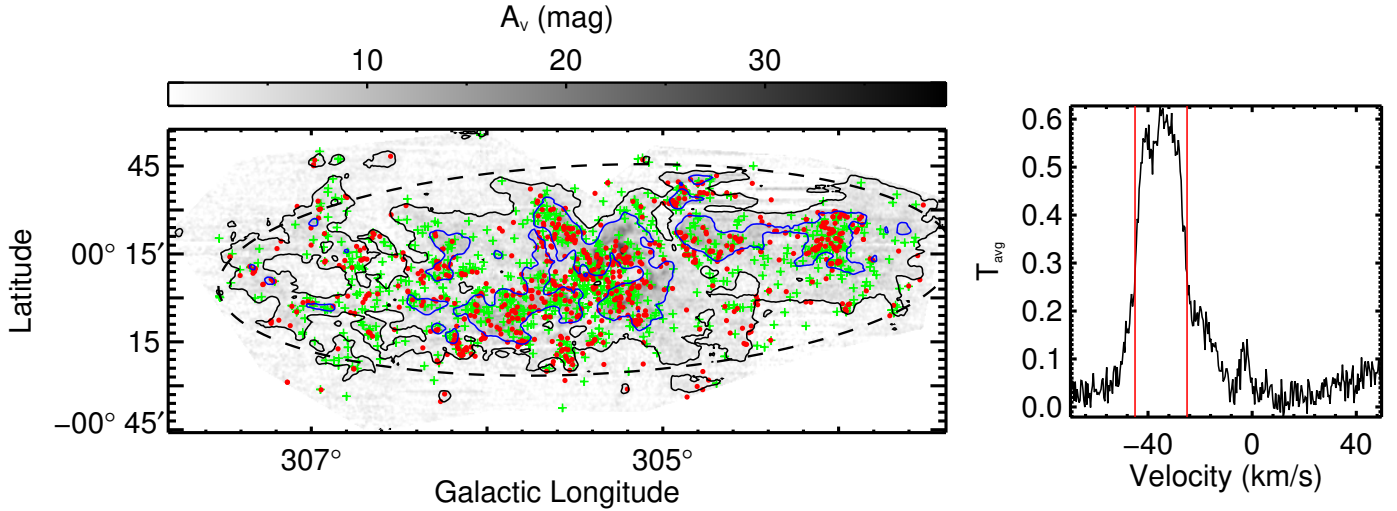 A_v (mag)
10 20 30
45
00° 15′
15
−00° 45′
Latitude
307° 305°
Galactic Longitude
0.6
0.5
0.4
0.3
0.2
0.1
0.0
T_avg
−40 0 40
Velocity (km/s)